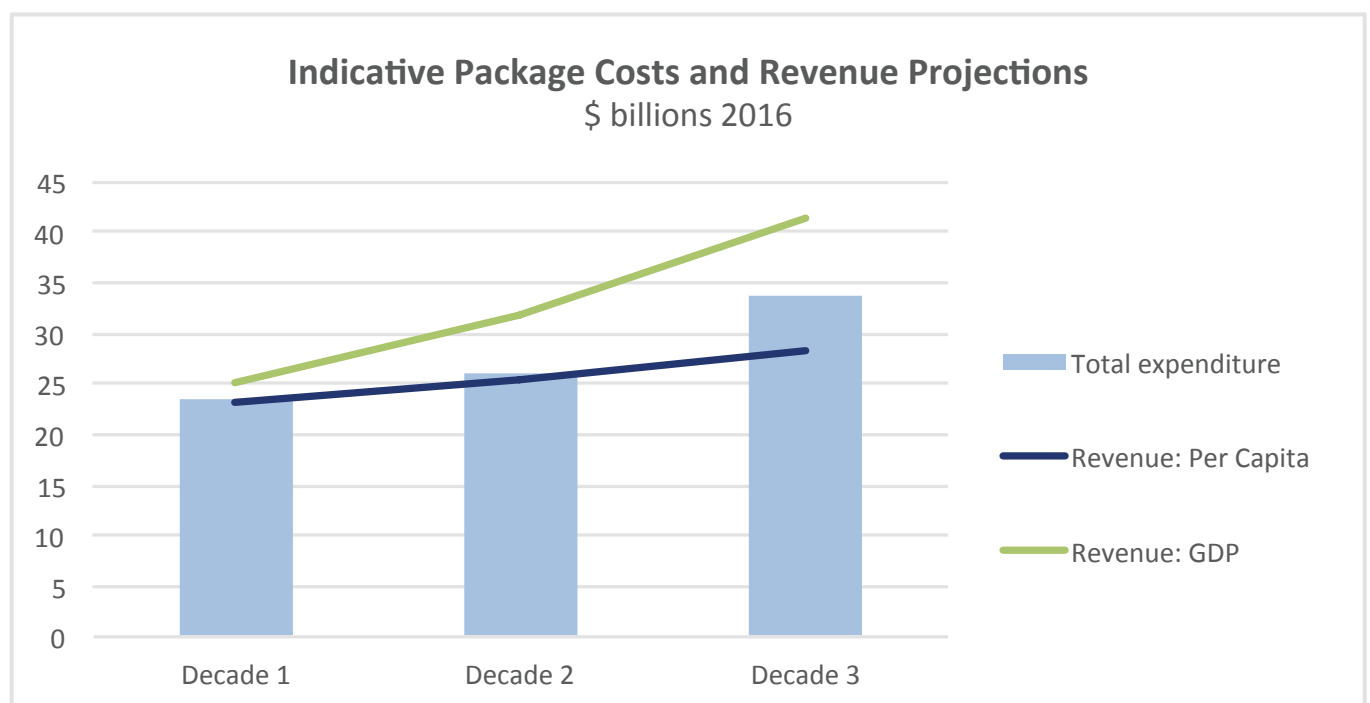 Indicative Package Costs and Revenue Projections
$ billions 2016
45
40
35
30
25
20
15
10
5
0
Decade 1
Decade 2
Decade 3
Total expenditure
Revenue: Per Capita
Revenue: GDP